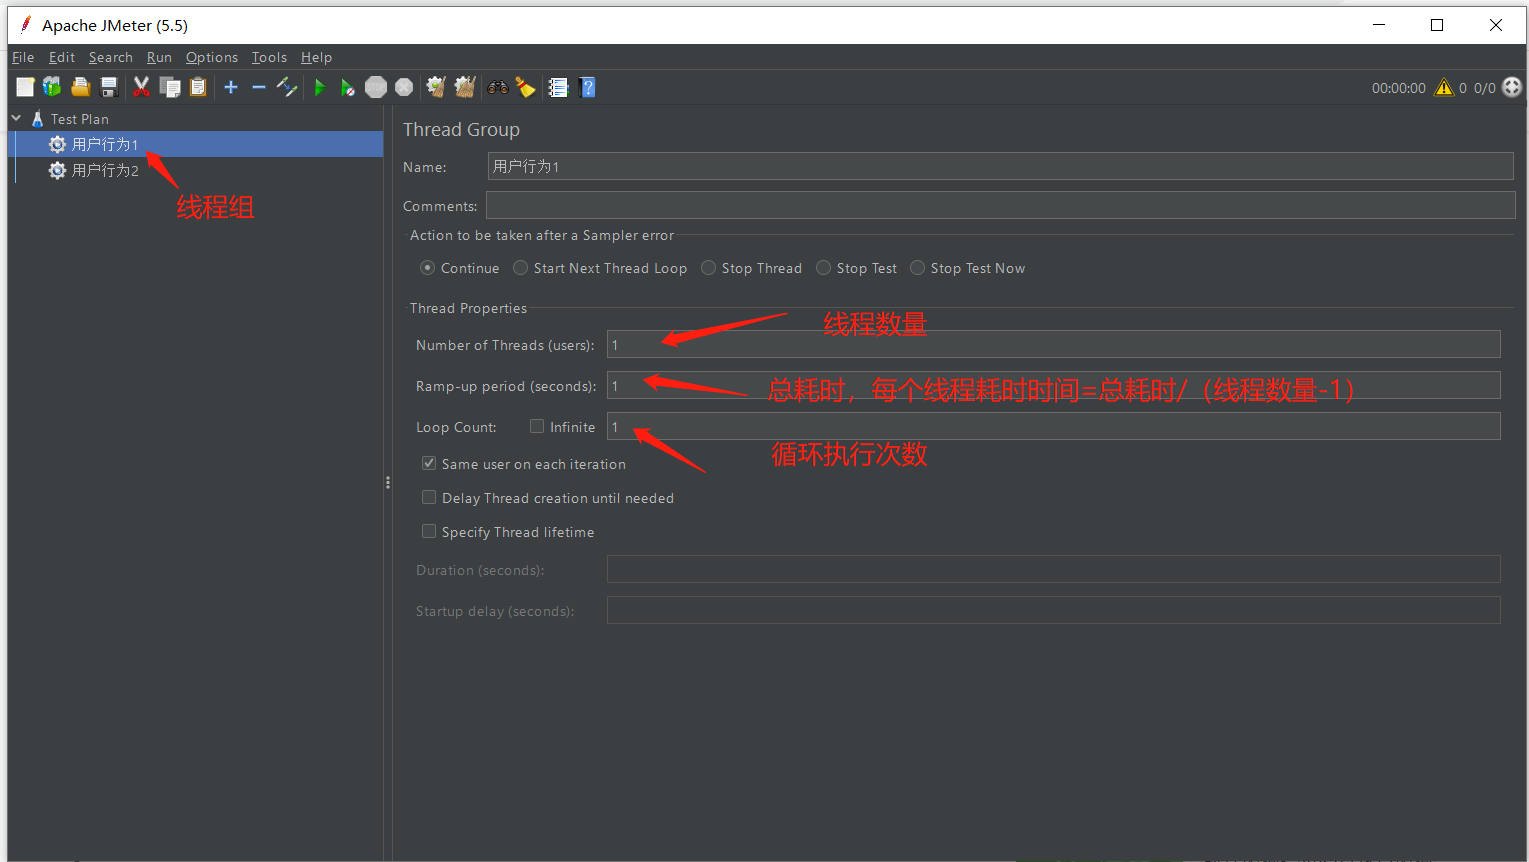 Apache JMeter (5.5)
File Edit Search Run Options Tools Help
00:00:00 0 0/0
Test Plan
用户行为1
用户行为2
线程组
Thread Group
Name: 用户行为1
Comments:
Action to be taken after a Sampler error
Continue Start Next Thread Loop Stop Thread Stop Test Stop Test Now
Thread Properties
线程数量
Number of Threads (users): 1
Ramp-up period (seconds): 1 总耗时，每个线程耗时时间=总耗时/（线程数量-1）
Loop Count: Infinite 1
循环执行次数
Same user on each iteration
Delay Thread creation until needed
Specify Thread lifetime
Duration (seconds):
Startup delay (seconds):